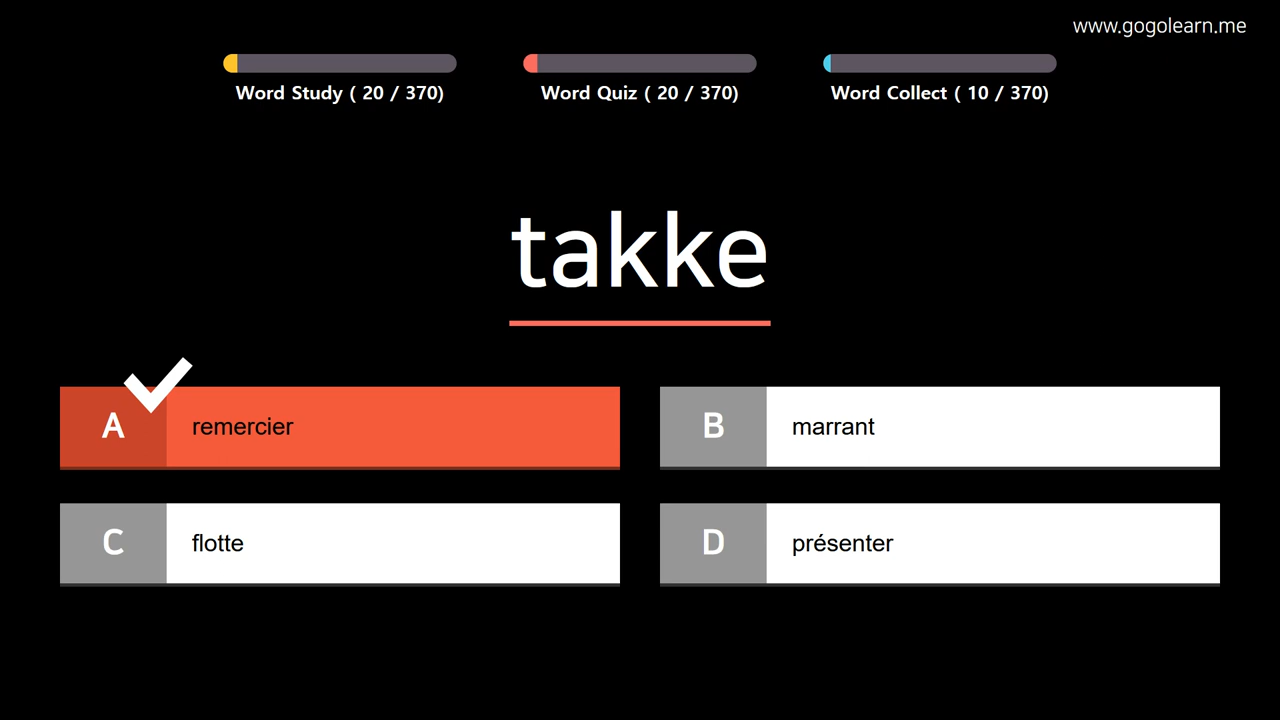 www.gogolearn.me
Word Study ( 20 / 370)
Word Quiz ( 20 / 370)
Word Collect ( 10 / 370)
takke
A remercier
B marrant
C flotte
D présenter